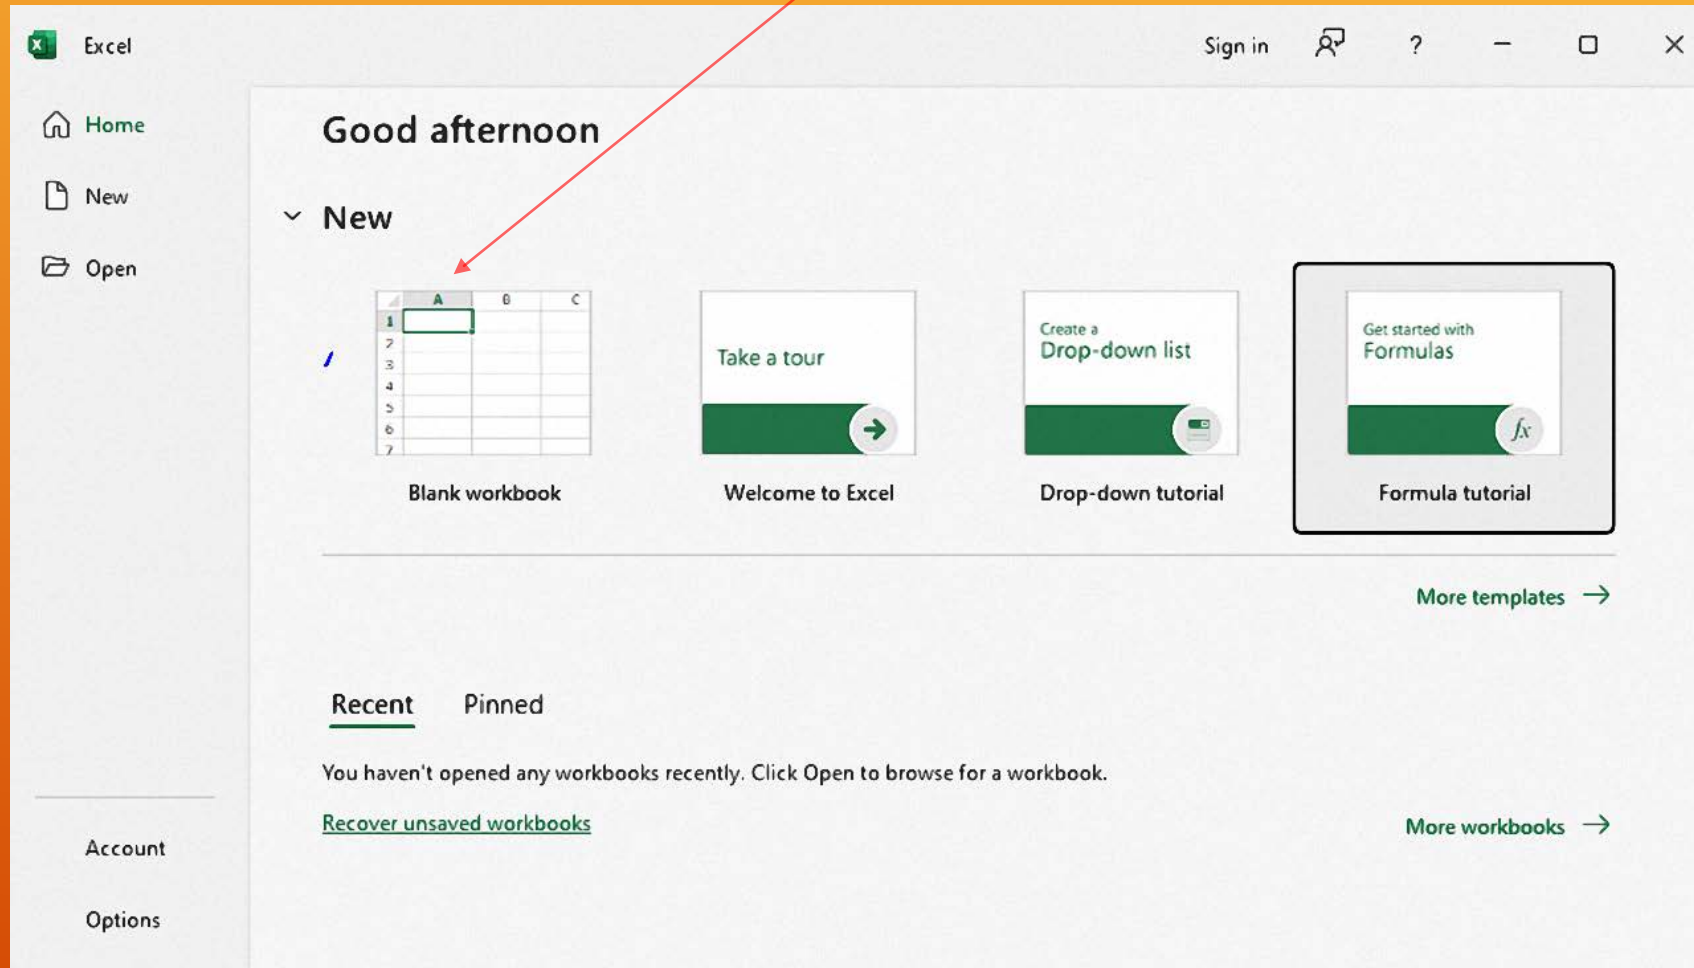 Excel
Sign in
?
Home
New
Open
Good afternoon
New
A B C
1
2
3
4
5
6
7
Blank workbook
Take a tour
Welcome to Excel
Create a
Drop-down list
Drop-down tutorial
Get started with
Formulas
fx
Formula tutorial
More templates
Recent Pinned
You haven't opened any workbooks recently. Click Open to browse for a workbook.
Recover unsaved workbooks
More workbooks
Account
Options